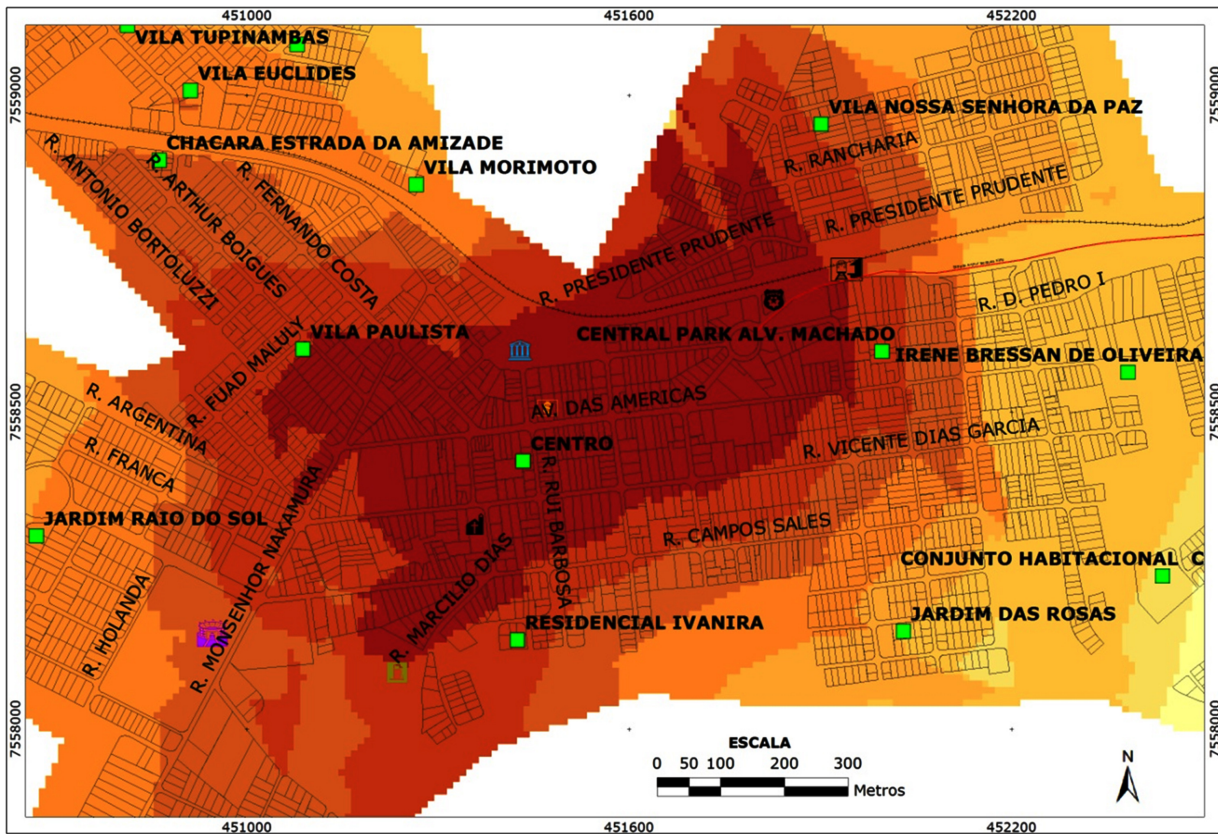 451000
451600
452200
VILA TUPINAMBAS
VILA EUCLIDES
7559000
7559000
VILA NOSSA SENHORA DA PAZ
CHACARA ESTRADA DA AMIZADE
R. RANCHARIA
VILA MORIMOTO
R. ANTONIO BORTOLUZZI
R. ARTHUR BOIGUES
R. FERNANDO COSTA
R. PRESIDENTE PRUDENTE
R. PRESIDENTE PRUDENTE
R. D. PEDRO I
VILA PAULISTA
CENTRAL PARK ALV. MACHADO
IRENE BRESSAN DE OLIVEIRA
R. FUAD MALULY
7558500
7558500
R. ARGENTINA
AV. DAS AMERICAS
R. FRANCA
CENTRO
R. VICENTE DIAS GARCIA
R. RUI BARBOSA
JARDIM RAIO DO SOL
R. MONSENHOR NAKAMURA
R. CAMPOS SALES
R. MARCILIO DIAS
CONJUNTO HABITACIONAL C
R. HOLANDA
RESIDENCIAL IVANIRA
JARDIM DAS ROSAS
7558000
7558000
ESCALA
0 50 100 200 300
Metros
N
451000
451600
452200